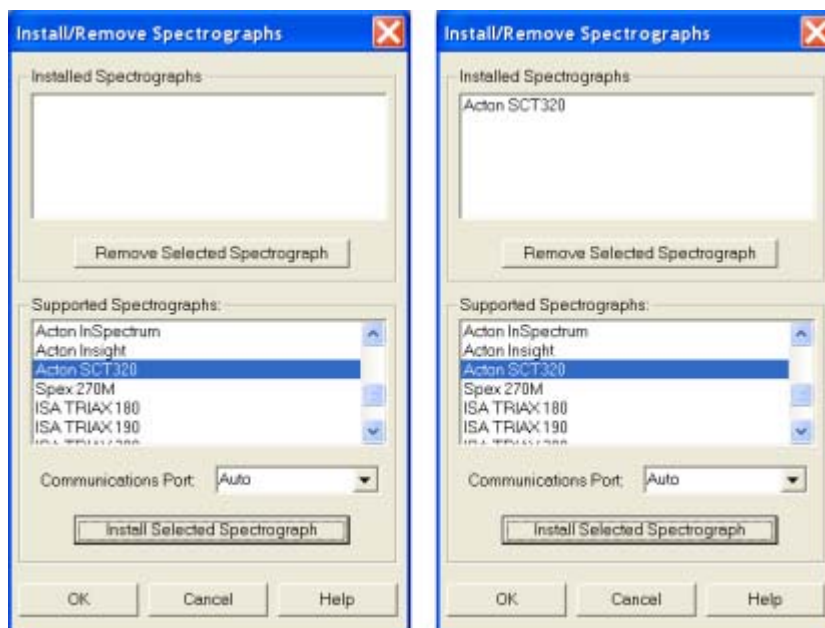 Install/Remove Spectrographs
Installed Spectrographs
Remove Selected Spectrograph
Supported Spectrographs:
Acton InSpectrum
Acton Insight
Acton SCT320
Spex 270M
ISA TRIAX 180
ISA TRIAX 190
Communications Port: Auto
Install Selected Spectrograph
OK Cancel Help
Install/Remove Spectrographs
Installed Spectrographs
Acton SCT320
Remove Selected Spectrograph
Supported Spectrographs:
Acton InSpectrum
Acton Insight
Acton SCT320
Spex 270M
ISA TRIAX 180
ISA TRIAX 190
Communications Port: Auto
Install Selected Spectrograph
OK Cancel Help